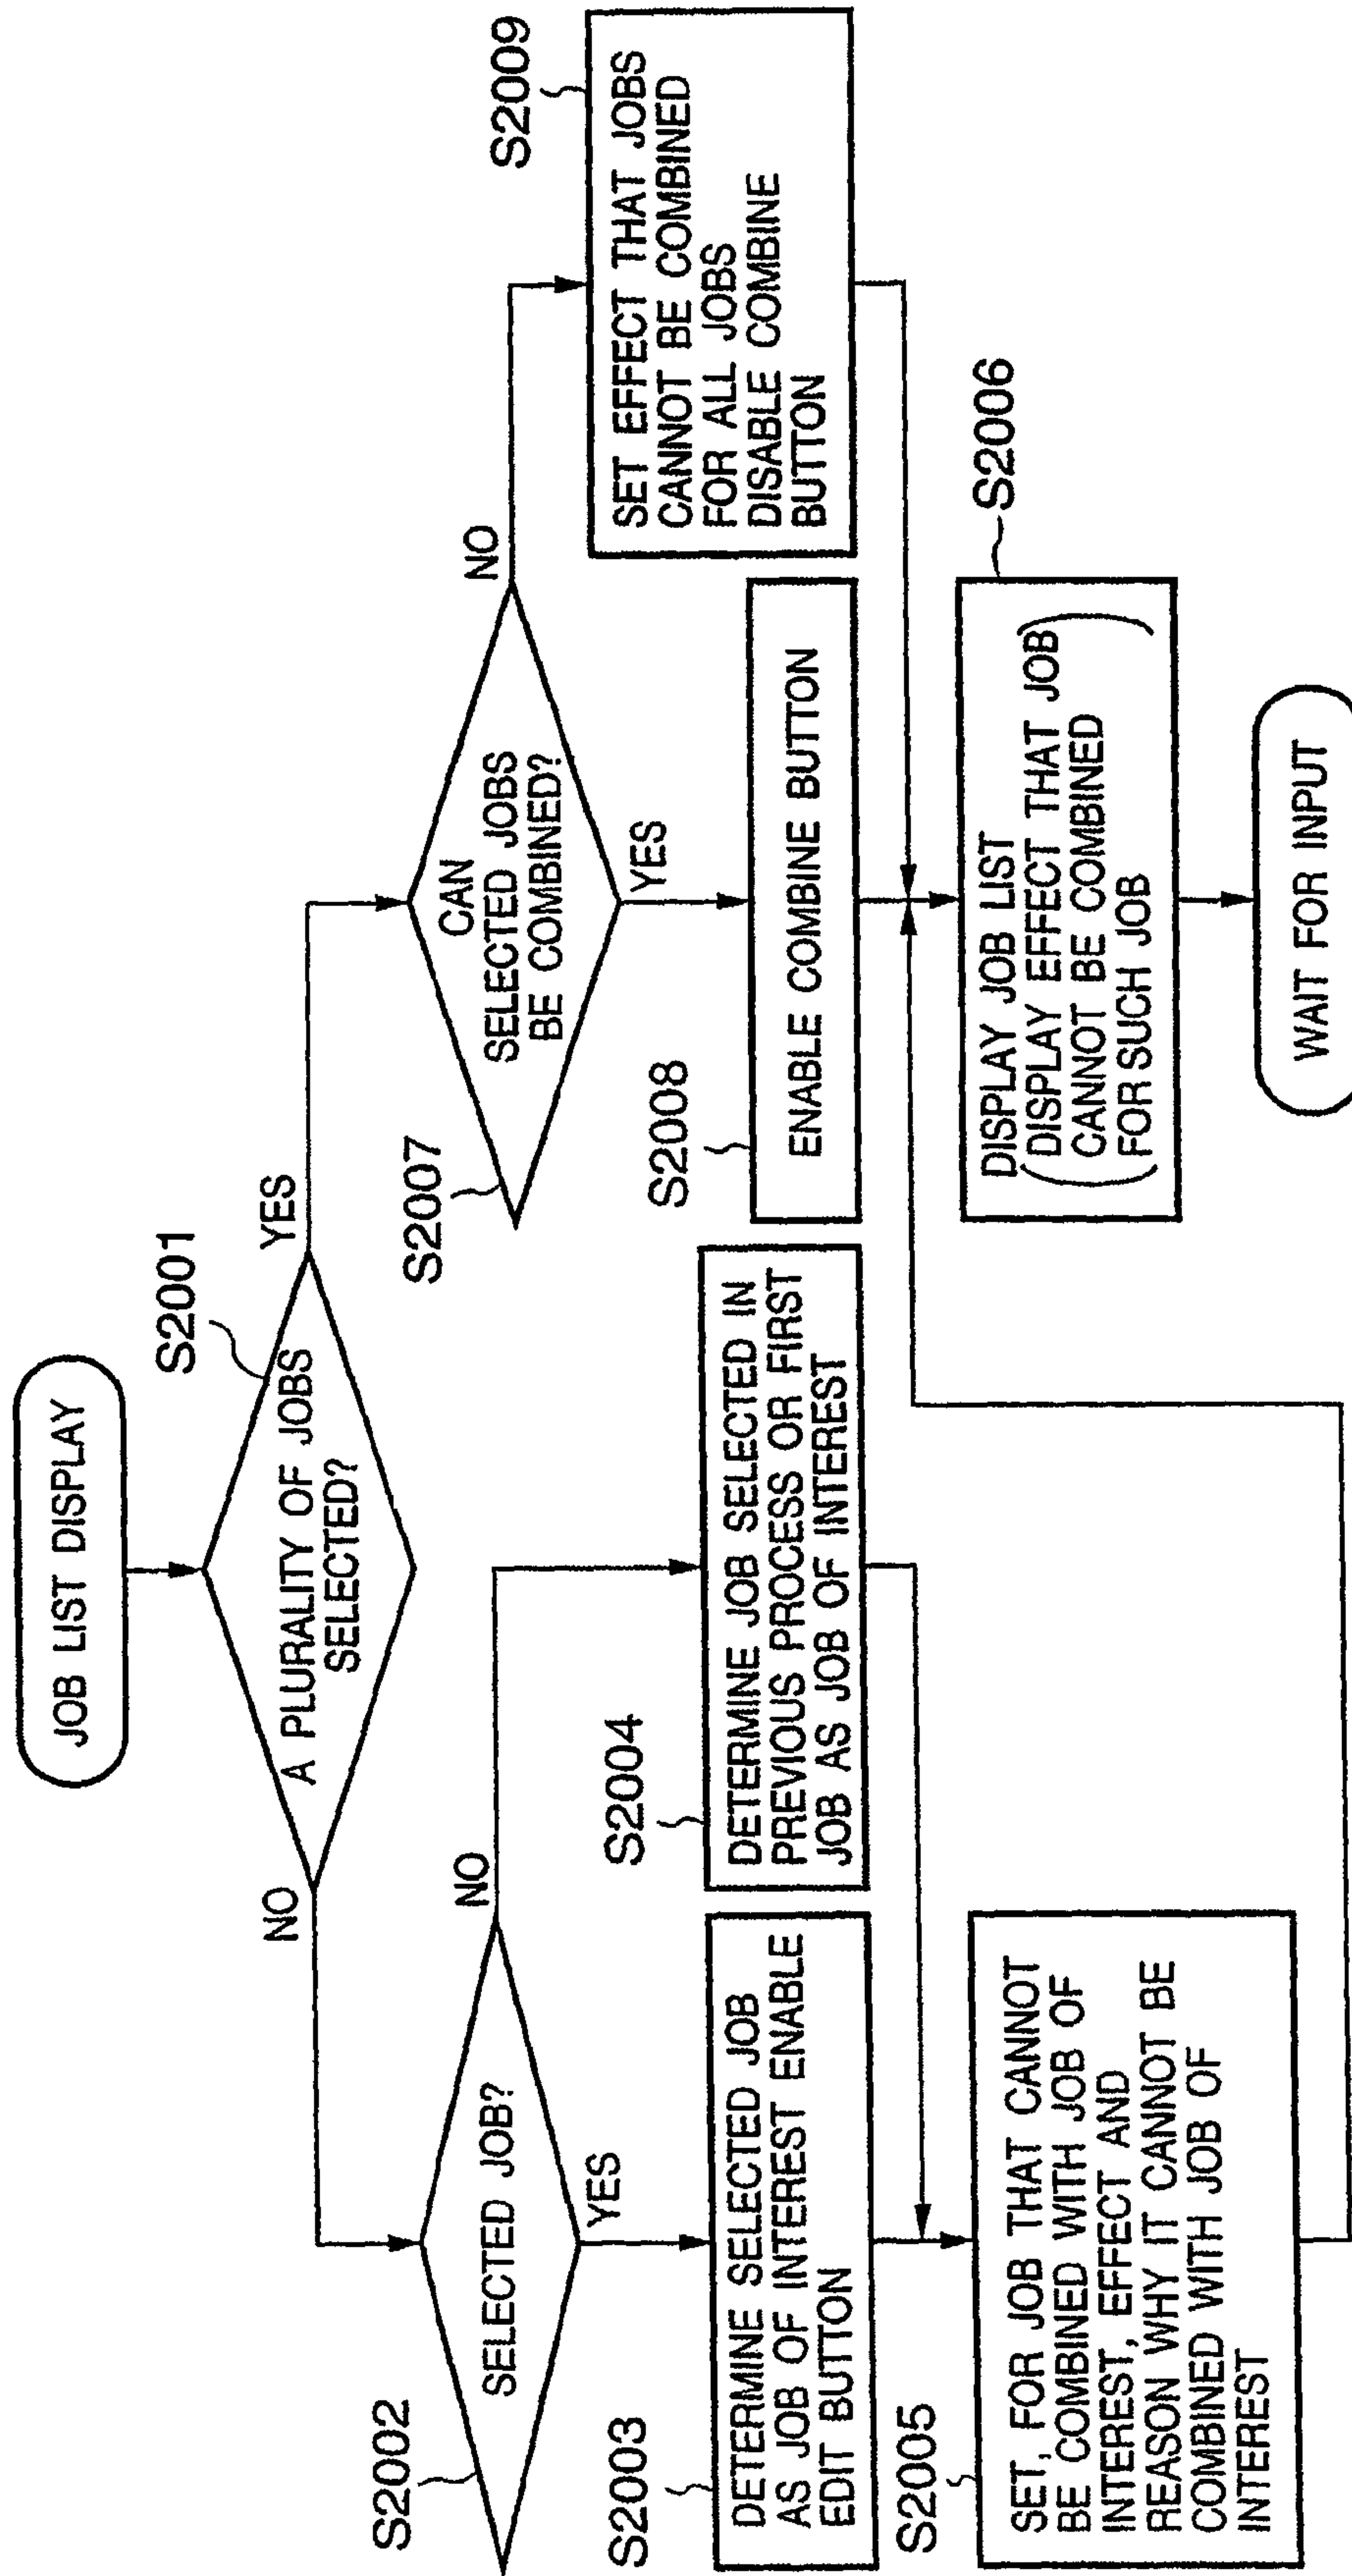 JOB LIST DISPLAY
S2001
A PLURALITY OF JOBS
SELECTED?
NO
YES
S2002
SELECTED JOB?
NO
YES
S2003
DETERMINE SELECTED JOB
AS JOB OF INTEREST ENABLE
EDIT BUTTON
S2004
DETERMINE JOB SELECTED IN
PREVIOUS PROCESS OR FIRST
JOB AS JOB OF INTEREST
S2005
SET, FOR JOB THAT CANNOT
BE COMBINED WITH JOB OF
INTEREST, EFFECT AND
REASON WHY IT CANNOT BE
COMBINED WITH JOB OF
INTEREST
S2007
CAN
SELECTED JOBS
BE COMBINED?
NO
YES
S2008
ENABLE COMBINE BUTTON
S2009
SET EFFECT THAT JOBS
CANNOT BE COMBINED
FOR ALL JOBS
DISABLE COMBINE
BUTTON
S2006
DISPLAY JOB LIST
(DISPLAY EFFECT THAT JOB
CANNOT BE COMBINED
FOR SUCH JOB)
WAIT FOR INPUT